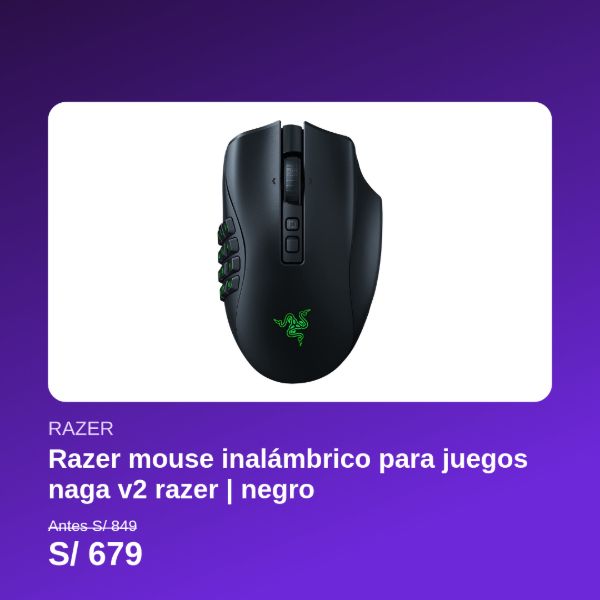 RAZER
Razer mouse inalámbrico para juegos
naga v2 razer | negro
Antes S/ 849
S/ 679